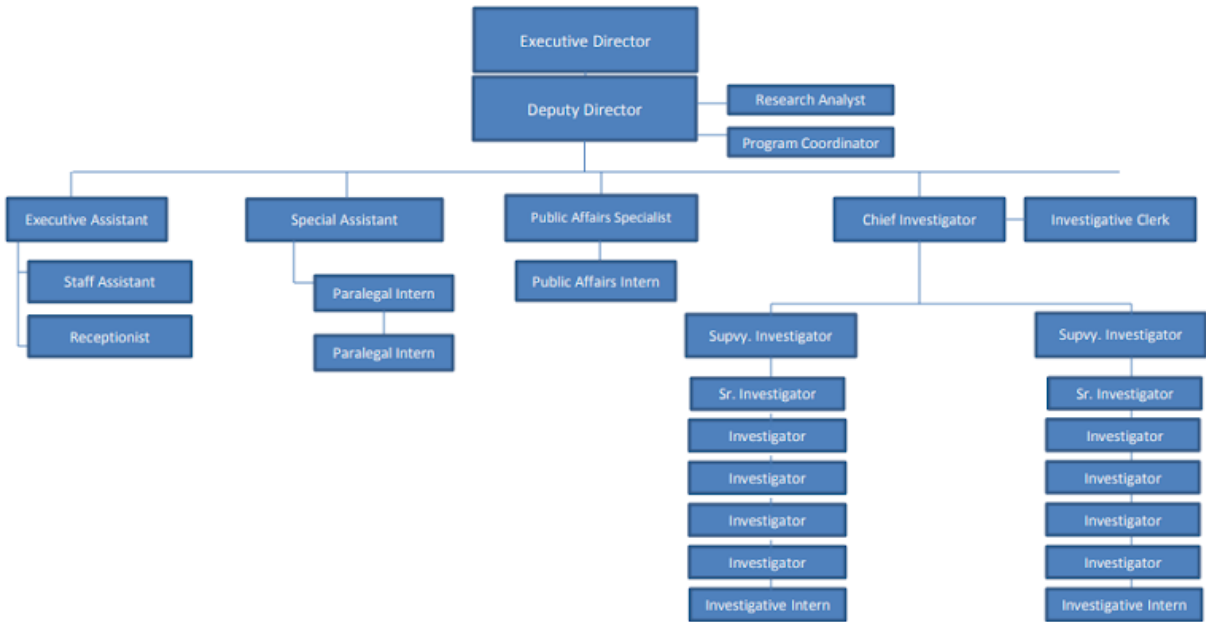 Executive Director
Deputy Director
Research Analyst
Program Coordinator
Executive Assistant
Special Assistant
Public Affairs Specialist
Chief Investigator
Investigative Clerk
Staff Assistant
Receptionist
Paralegal Intern
Paralegal Intern
Public Affairs Intern
Supvy. Investigator
Sr. Investigator
Investigator
Investigator
Investigator
Investigator
Investigative Intern
Supvy. Investigator
Sr. Investigator
Investigator
Investigator
Investigator
Investigator
Investigative Intern